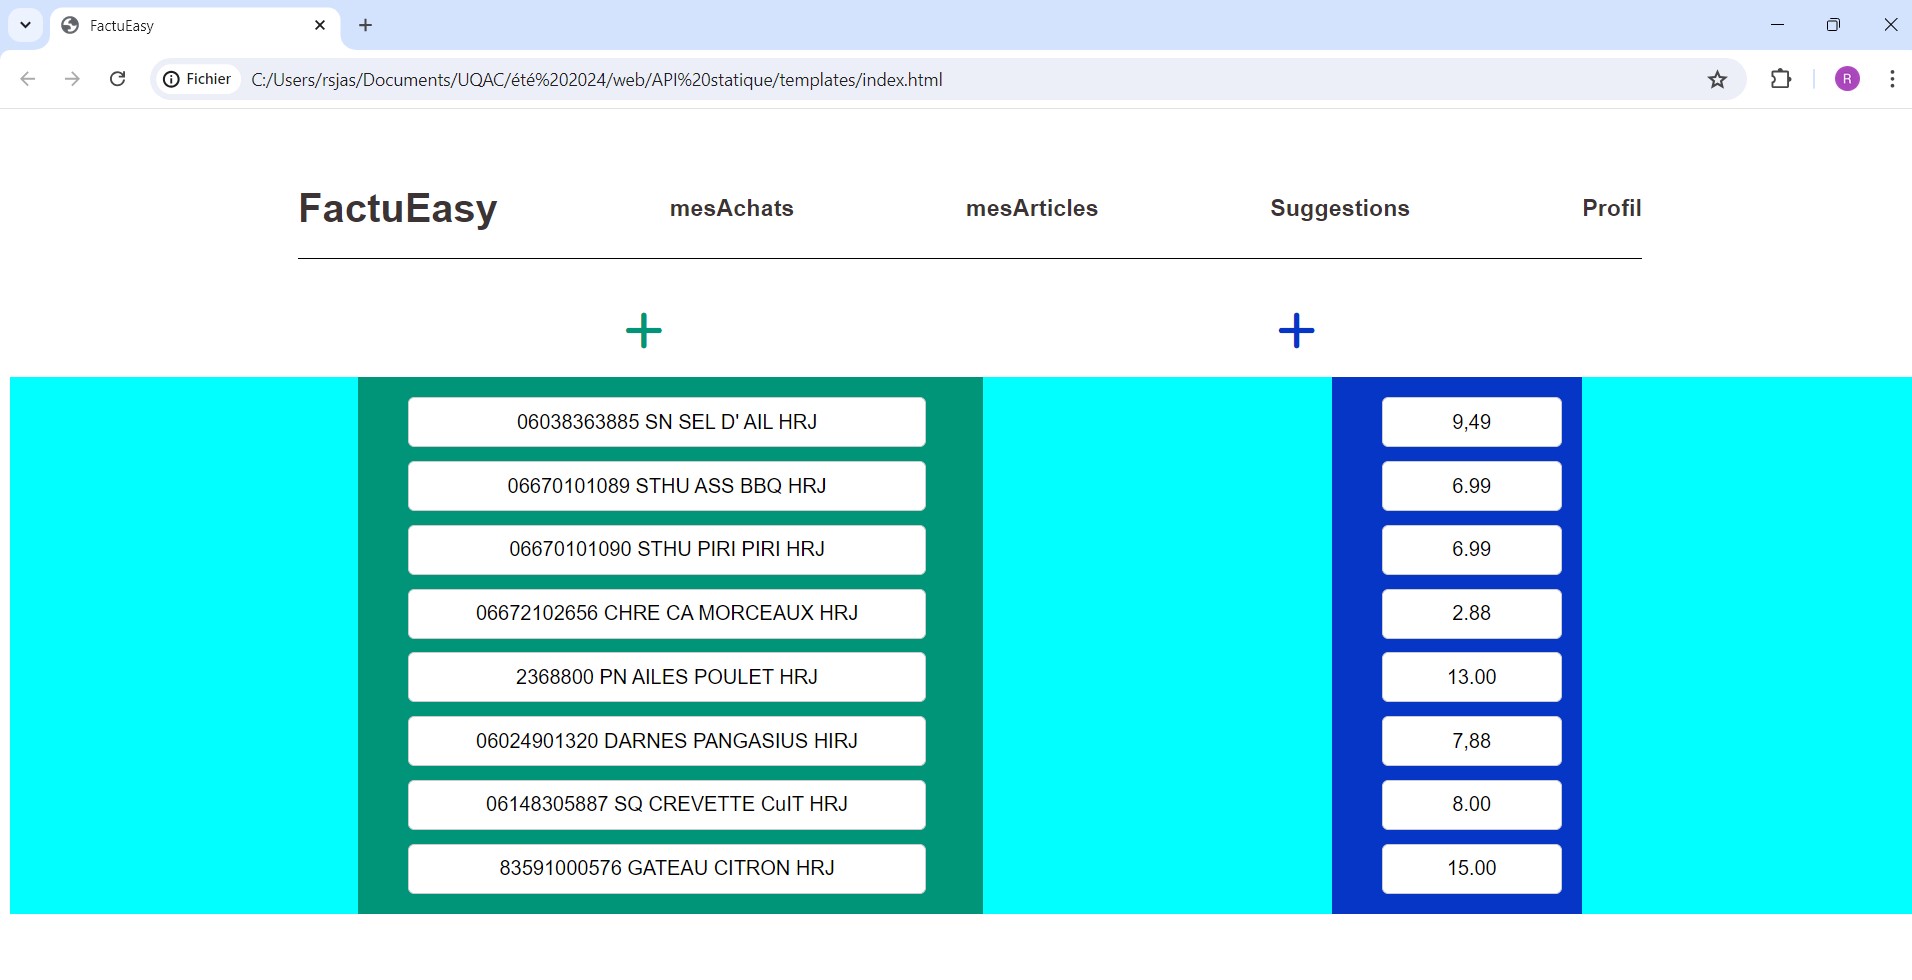 FactuEasy
Fichier C:/Users/rsjas/Documents/UQAC/été%202024/web/API%20statique/templates/index.html
R
FactuEasy mesAchats mesArticles Suggestions Profil
06038363885 SN SEL D' AIL HRJ 9,49
06670101089 STHU ASS BBQ HRJ 6.99
06670101090 STHU PIRI PIRI HRJ 6.99
06672102656 CHRE CA MORCEAUX HRJ 2.88
2368800 PN AILES POULET HRJ 13.00
06024901320 DARNES PANGASIUS HIRJ 7,88
06148305887 SQ CREVETTE CuIT HRJ 8.00
83591000576 GATEAU CITRON HRJ 15.00